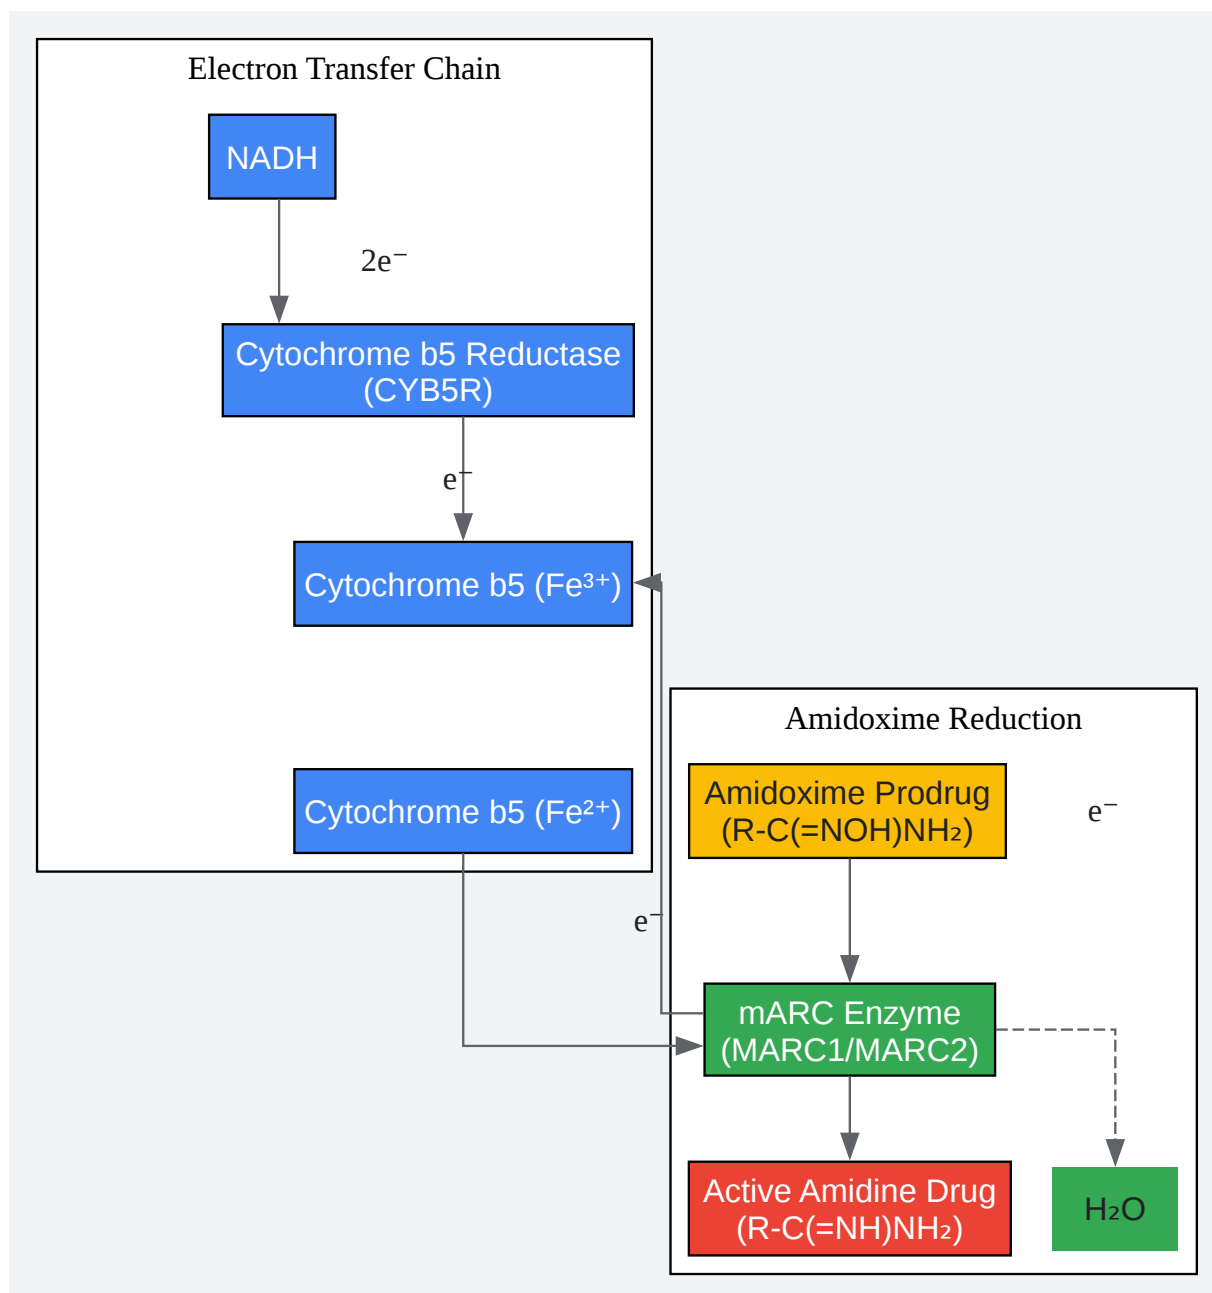 Electron Transfer Chain
NADH
2e⁻
Cytochrome b5 Reductase
(CYB5R)
e⁻
Cytochrome b5 (Fe³⁺)
Cytochrome b5 (Fe²⁺)
e⁻
Amidoxime Reduction
Amidoxime Prodrug
(R-C(=NOH)NH₂)
e⁻
mARC Enzyme
(MARC1/MARC2)
Active Amidine Drug
(R-C(=NH)NH₂)
H₂O